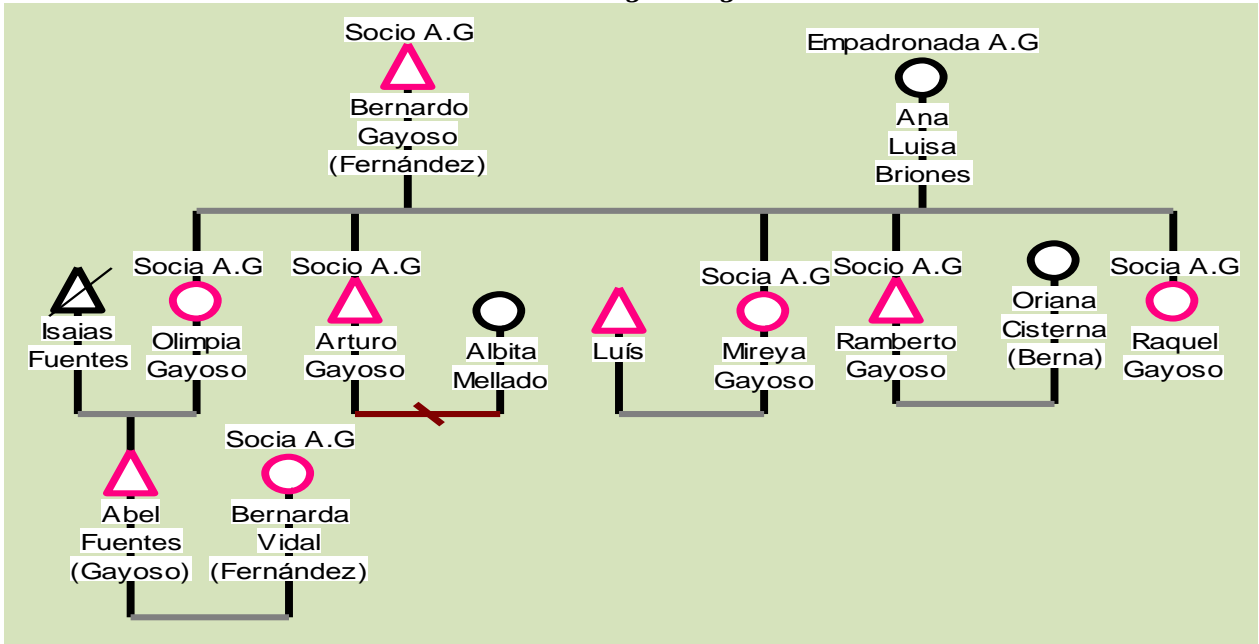 Socio A.G
Bernardo
Gayoso
(Fernández)
Empadronada A.G
Ana
Luisa
Briones
Isaias
Fuentes
Socia A.G
Olimpia
Gayoso
Socio A.G
Arturo
Gayoso
Albita
Mellado
Luís
Socia A.G
Mireya
Gayoso
Socio A.G
Ramberto
Gayoso
Oriana
Cisterna
(Berna)
Socia A.G
Raquel
Gayoso
Abel
Fuentes
(Gayoso)
Socia A.G
Bernarda
Vidal
(Fernández)